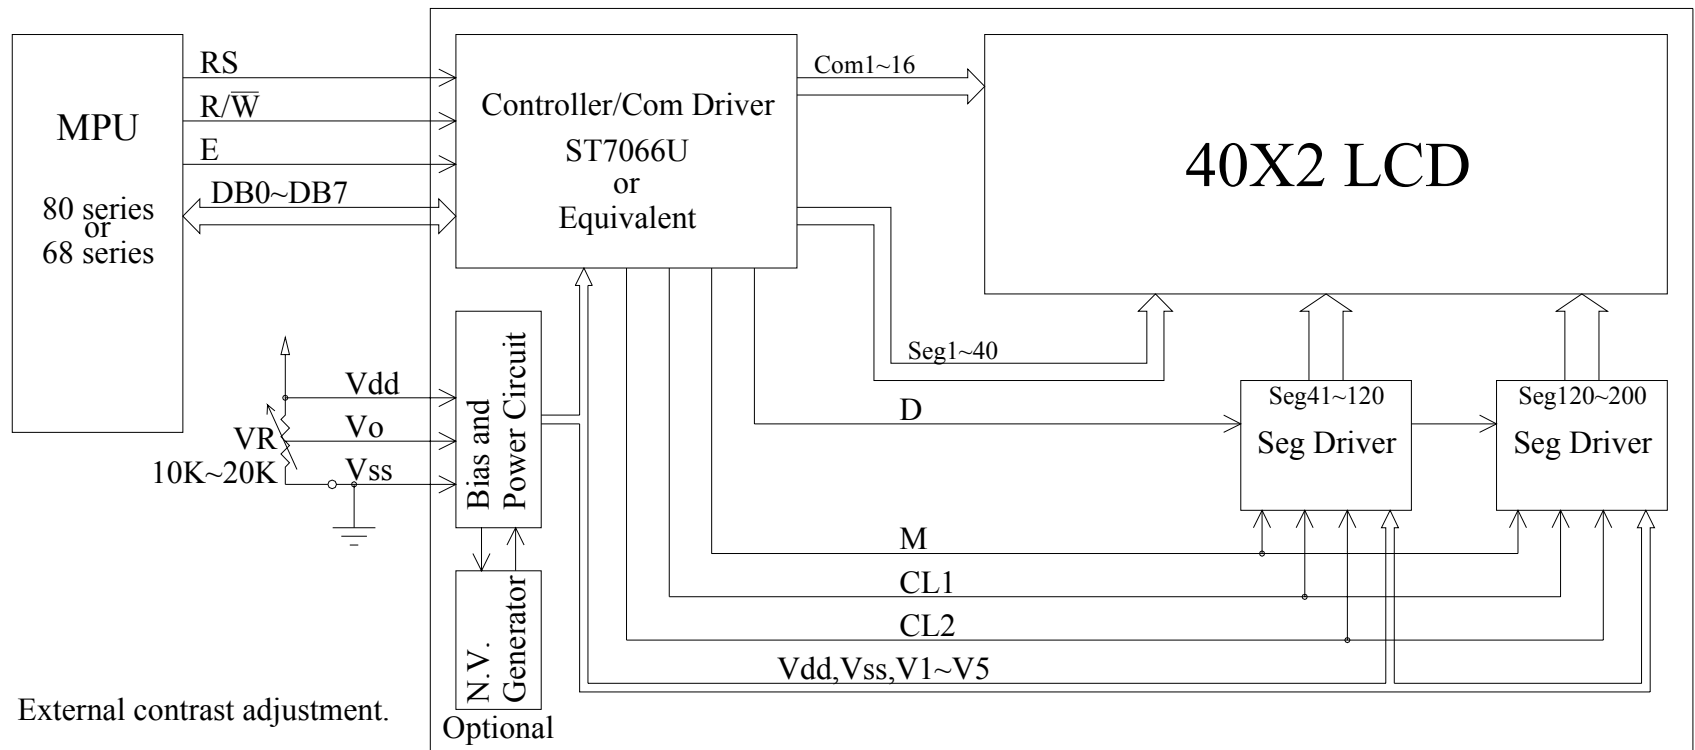 MPU
80 series
or
68 series
RS
R/W̅
E
DB0~DB7
Controller/Com Driver
ST7066U
or
Equivalent
Com1~16
40X2 LCD
Seg1~40
Vdd
Vo
Vss
VR
10K~20K
Bias and
Power Circuit
D
Seg41~120
Seg Driver
Seg120~200
Seg Driver
M
CL1
CL2
Vdd,Vss,V1~V5
N.V.
Generator
Optional
External contrast adjustment.